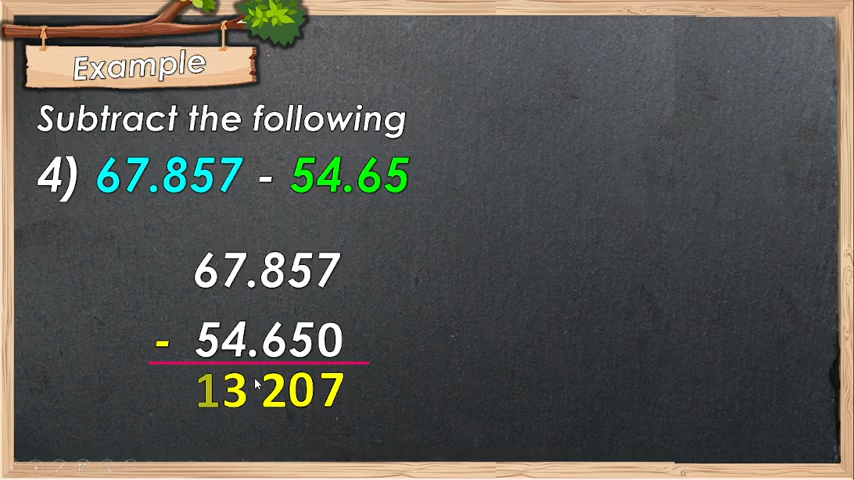 Example
Subtract the following
4) 67.857 - 54.65
67.857
- 54.650
13 207